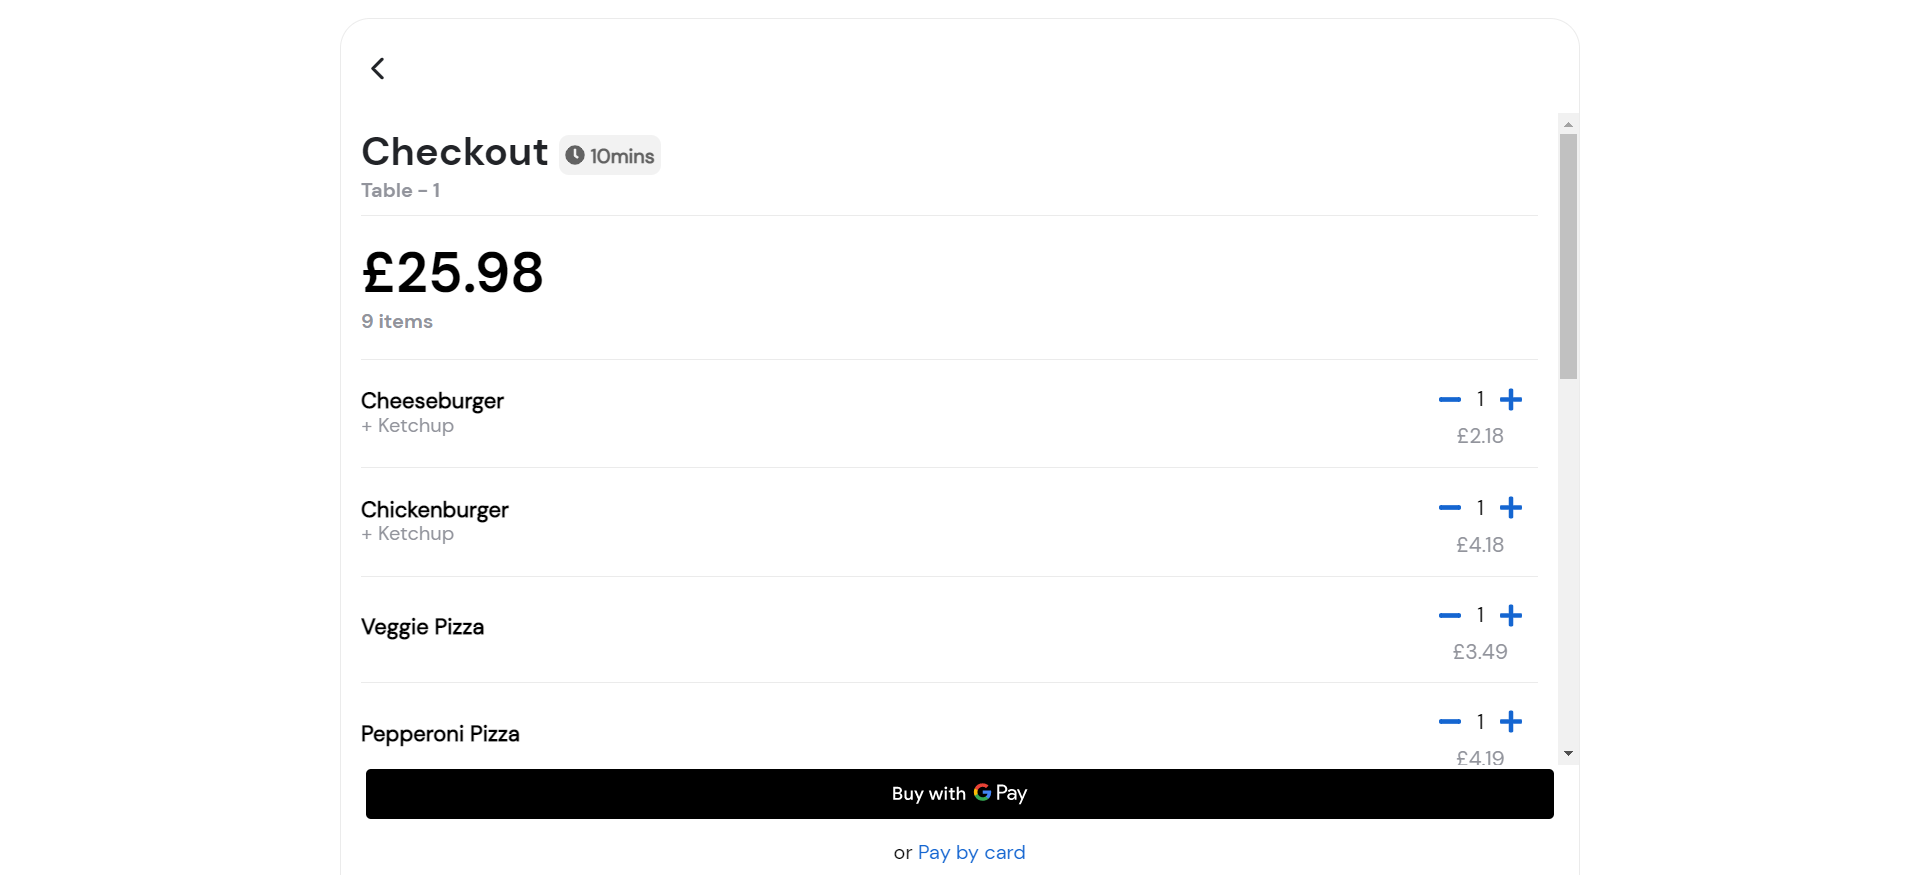 Checkout 10mins
Table - 1
£25.98
9 items
Cheeseburger 1
+ Ketchup £2.18
Chickenburger 1
+ Ketchup £4.18
Veggie Pizza 1
£3.49
Pepperoni Pizza 1
£4.19
Buy with G Pay
or Pay by card